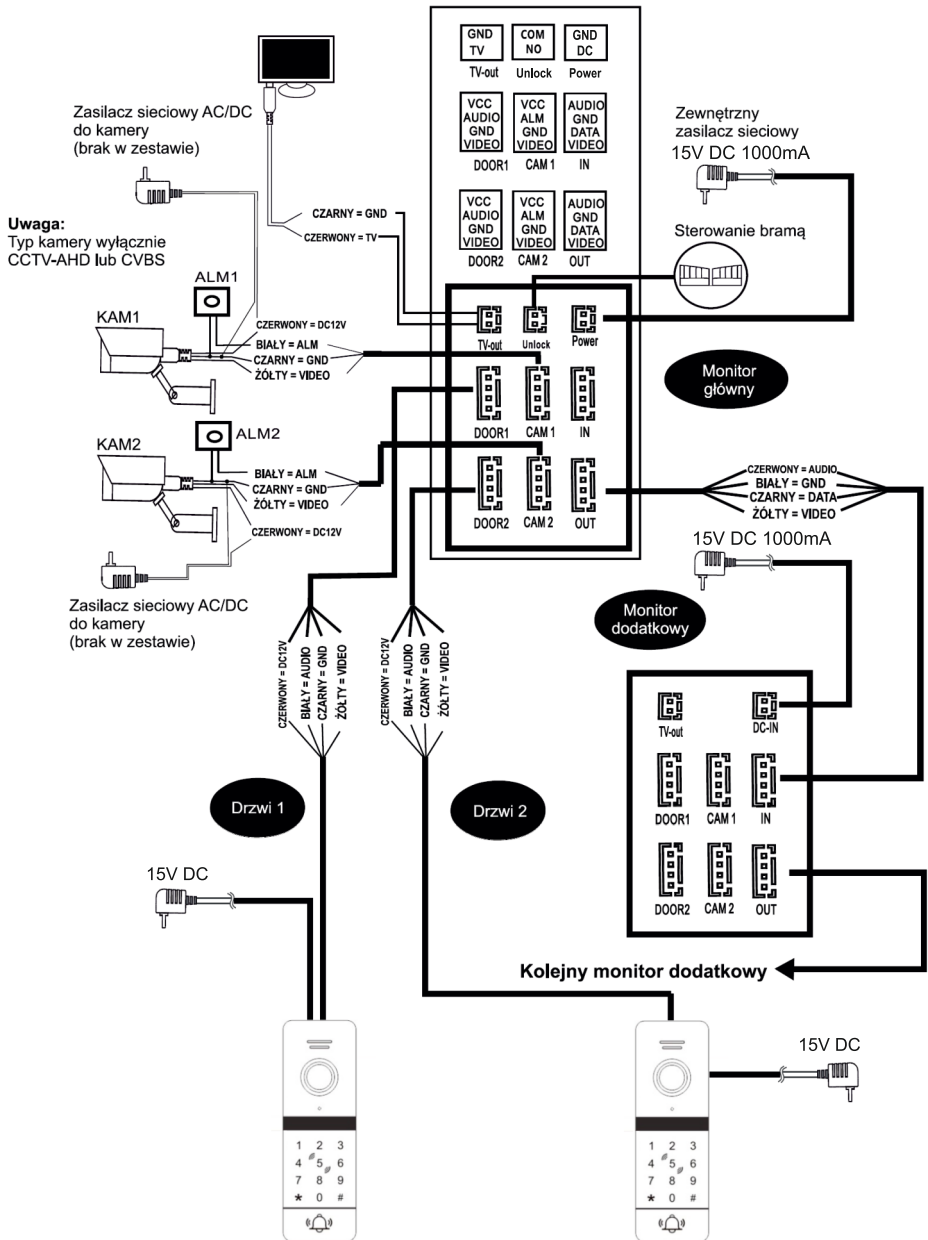 GND
TV
TV-out
COM
NO
Unlock
GND
DC
Power
VCC
AUDIO
GND
VIDEO
DOOR1
VCC
ALM
GND
VIDEO
CAM 1
AUDIO
GND
DATA
VIDEO
IN
VCC
AUDIO
GND
VIDEO
DOOR2
VCC
ALM
GND
VIDEO
CAM 2
AUDIO
GND
DATA
VIDEO
OUT
Zasilacz sieciowy AC/DC
do kamery
(brak w zestawie)
Uwaga:
Typ kamery wyłącznie
CCTV-AHD lub CVBS
CZARNY = GND
CZERWONY = TV
Zewnętrzny
zasilacz sieciowy
15V DC 1000mA
Sterowanie bramą
ALM1
KAM1
CZERWONY = DC12V
BIAŁY = ALM
CZARNY = GND
ŻÓŁTY = VIDEO
TV-out
Unlock
Power
DOOR1
CAM 1
IN
DOOR2
CAM 2
OUT
Monitor
główny
ALM2
KAM2
BIAŁY = ALM
CZARNY = GND
ŻÓŁTY = VIDEO
CZERWONY = DC12V
Zasilacz sieciowy AC/DC
do kamery
(brak w zestawie)
CZERWONY = AUDIO
BIAŁY = GND
CZARNY = DATA
ŻÓŁTY = VIDEO
15V DC 1000mA
Monitor
dodatkowy
CZERWONY = DC12V
BIAŁY = AUDIO
CZARNY = GND
ŻÓŁTY = VIDEO
CZERWONY = DC12V
BIAŁY = AUDIO
CZARNY = GND
ŻÓŁTY = VIDEO
TV-out
DC-IN
DOOR1
CAM 1
IN
DOOR2
CAM 2
OUT
Drzwi 1
Drzwi 2
15V DC
Kolejny monitor dodatkowy
15V DC
1 2 3
4 5 6
7 8 9
* 0 #
1 2 3
4 5 6
7 8 9
* 0 #